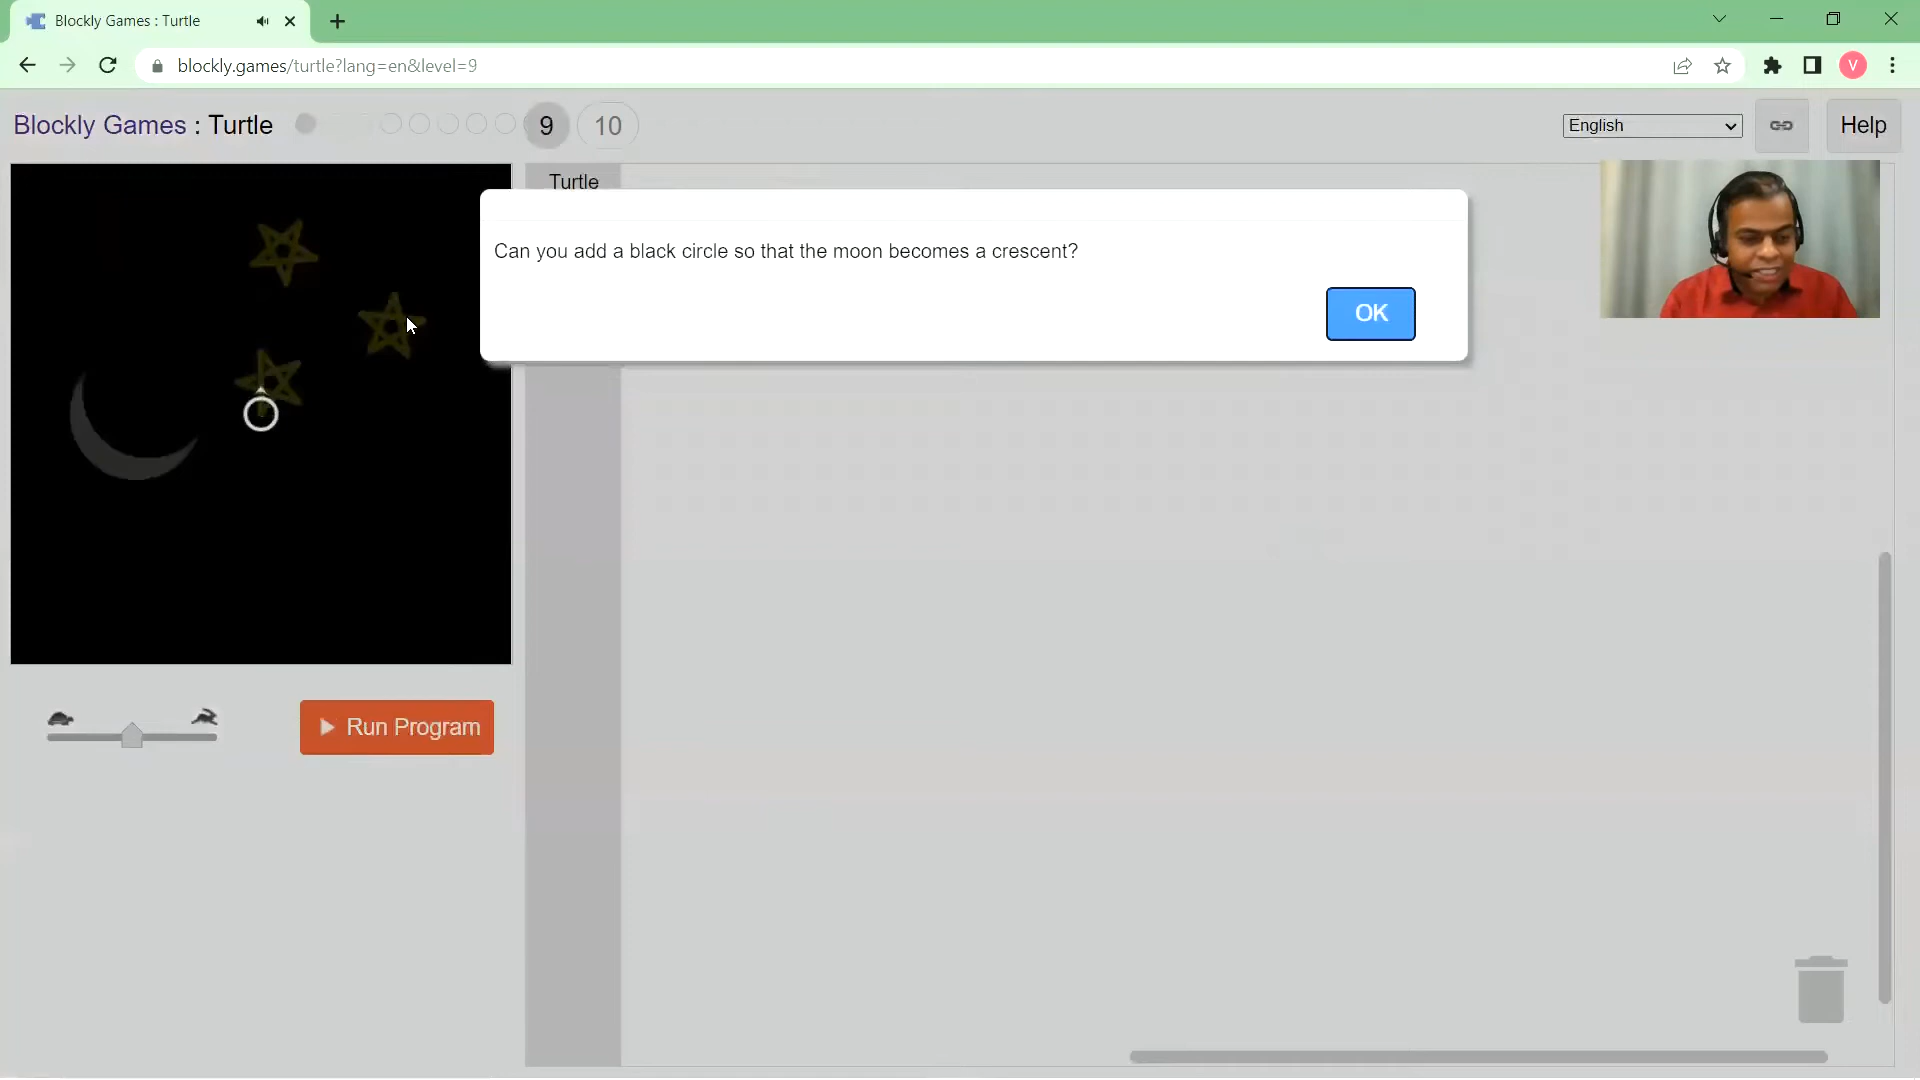 Blockly Games : Turtle
blockly.games/turtle?lang=en&level=9
V
Blockly Games : Turtle 9 10
English
Help
Turtle
Can you add a black circle so that the moon becomes a crescent?
OK
Run Program